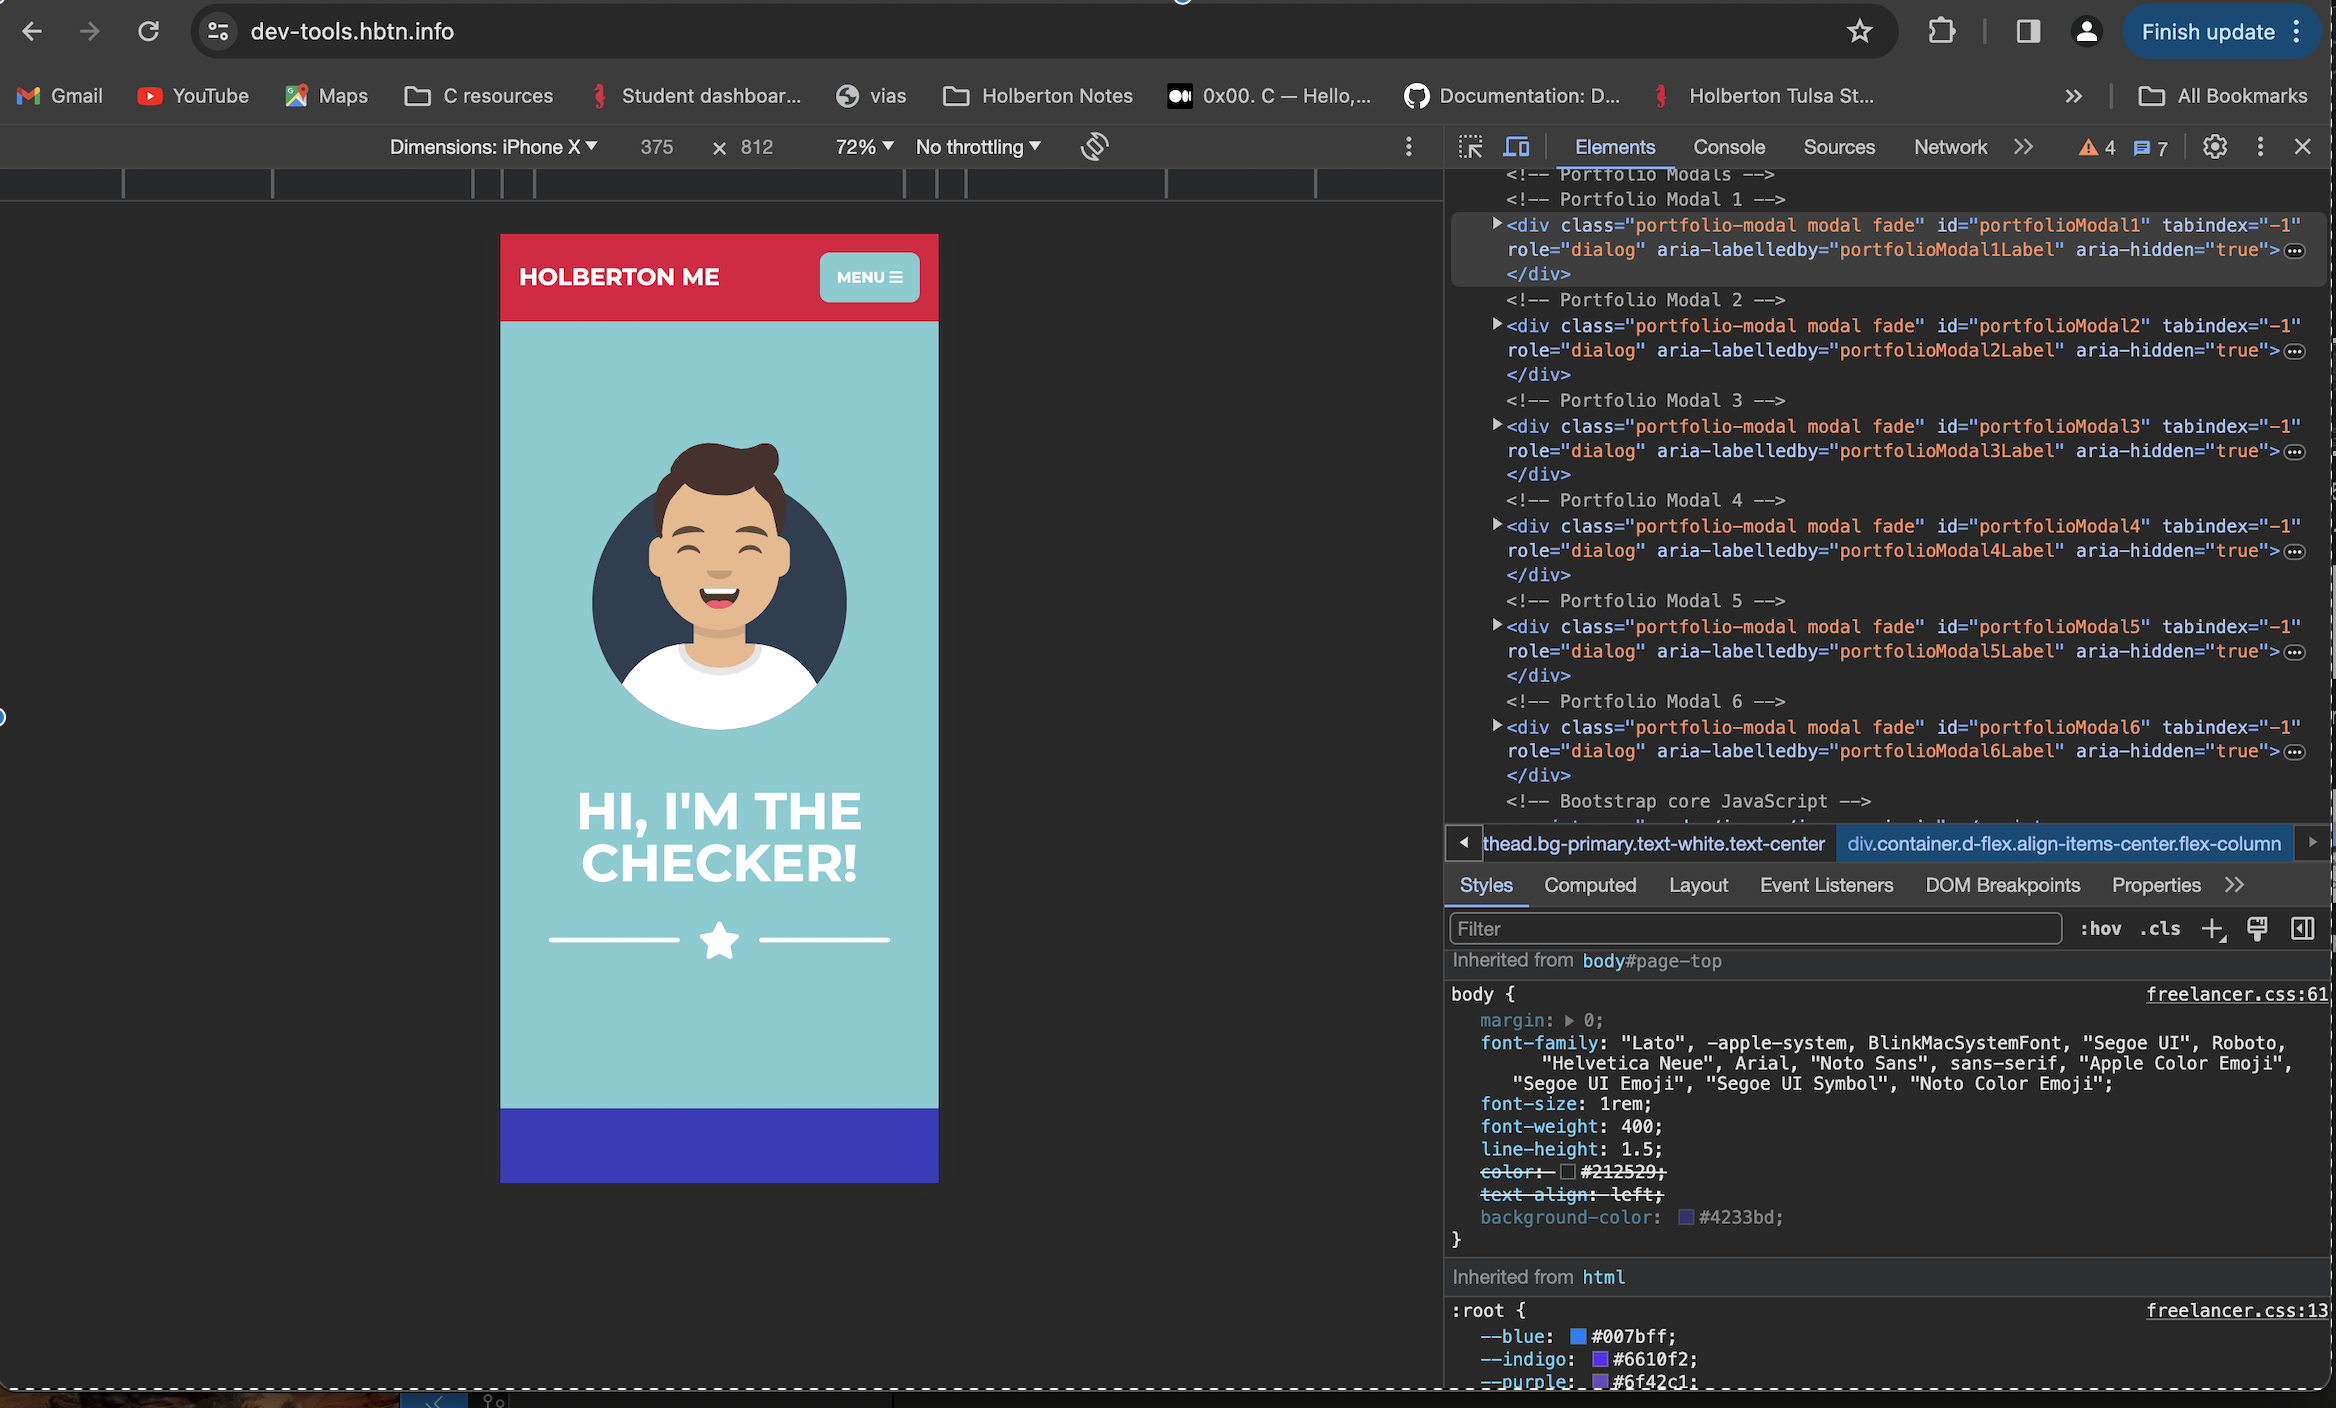 dev-tools.hbtn.info
Finish update
Gmail
YouTube
Maps
C resources
Student dashboar...
vias
Holberton Notes
0x00. C — Hello,...
Documentation: D...
Holberton Tulsa St...
All Bookmarks
Dimensions: iPhone X
375 × 812
72%
No throttling
HOLBERTON ME
MENU
HI, I'M THE
CHECKER!
Elements Console Sources Network 4 7
<!-- Portfolio Modals -->
<!-- Portfolio Modal 1 -->
<div class="portfolio-modal modal fade" id="portfolioModal1" tabindex="-1"
role="dialog" aria-labelledby="portfolioModal1Label" aria-hidden="true">
</div>
<!-- Portfolio Modal 2 -->
<div class="portfolio-modal modal fade" id="portfolioModal2" tabindex="-1"
role="dialog" aria-labelledby="portfolioModal2Label" aria-hidden="true">
</div>
<!-- Portfolio Modal 3 -->
<div class="portfolio-modal modal fade" id="portfolioModal3" tabindex="-1"
role="dialog" aria-labelledby="portfolioModal3Label" aria-hidden="true">
</div>
<!-- Portfolio Modal 4 -->
<div class="portfolio-modal modal fade" id="portfolioModal4" tabindex="-1"
role="dialog" aria-labelledby="portfolioModal4Label" aria-hidden="true">
</div>
<!-- Portfolio Modal 5 -->
<div class="portfolio-modal modal fade" id="portfolioModal5" tabindex="-1"
role="dialog" aria-labelledby="portfolioModal5Label" aria-hidden="true">
</div>
<!-- Portfolio Modal 6 -->
<div class="portfolio-modal modal fade" id="portfolioModal6" tabindex="-1"
role="dialog" aria-labelledby="portfolioModal6Label" aria-hidden="true">
</div>
<!-- Bootstrap core JavaScript -->
thead.bg-primary.text-white.text-center div.container.d-flex.align-items-center.flex-column
Styles Computed Layout Event Listeners DOM Breakpoints Properties
Filter :hov .cls
Inherited from body#page-top
body { freelancer.css:61
margin: 0;
font-family: "Lato", -apple-system, BlinkMacSystemFont, "Segoe UI", Roboto,
"Helvetica Neue", Arial, "Noto Sans", sans-serif, "Apple Color Emoji",
"Segoe UI Emoji", "Segoe UI Symbol", "Noto Color Emoji";
font-size: 1rem;
font-weight: 400;
line-height: 1.5;
color: #212529;
text-align: left;
background-color: #4233bd;
}
Inherited from html
:root { freelancer.css:13
--blue: #007bff;
--indigo: #6610f2;
--purple: #6f42c1;